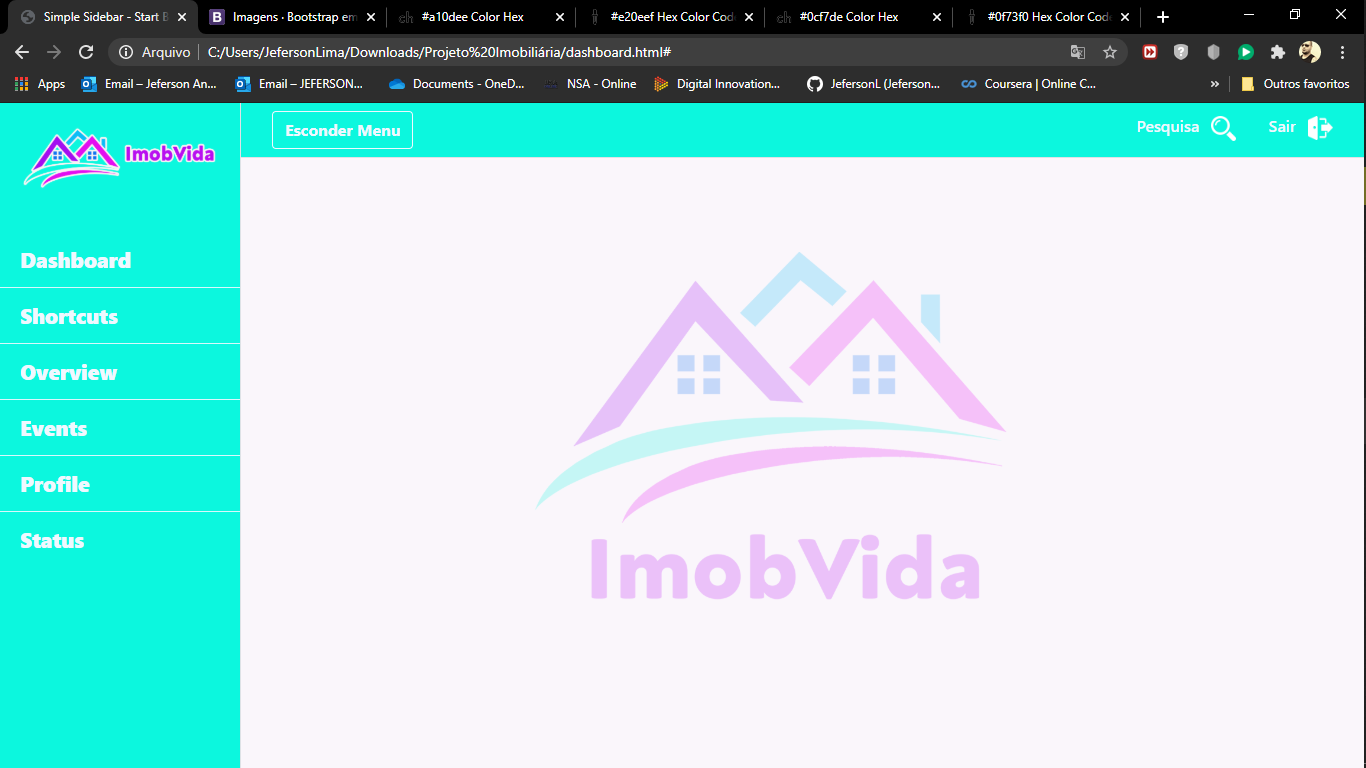 Simple Sidebar - Start B
Imagens · Bootstrap em
#a10dee Color Hex
#e20eef Hex Color Cod
#0cf7de Color Hex
#0f73f0 Hex Color Cod
Arquivo
C:/Users/JefersonLima/Downloads/Projeto%20Imobiliária/dashboard.html#
Apps
Email – Jeferson An...
Email – JEFERSON...
Documents - OneD...
NSA - Online
Digital Innovation...
JefersonL (Jeferson...
Coursera | Online C...
»
Outros favoritos
ImobVida
Esconder Menu
Pesquisa
Sair
Dashboard
Shortcuts
Overview
Events
Profile
Status
ImobVida